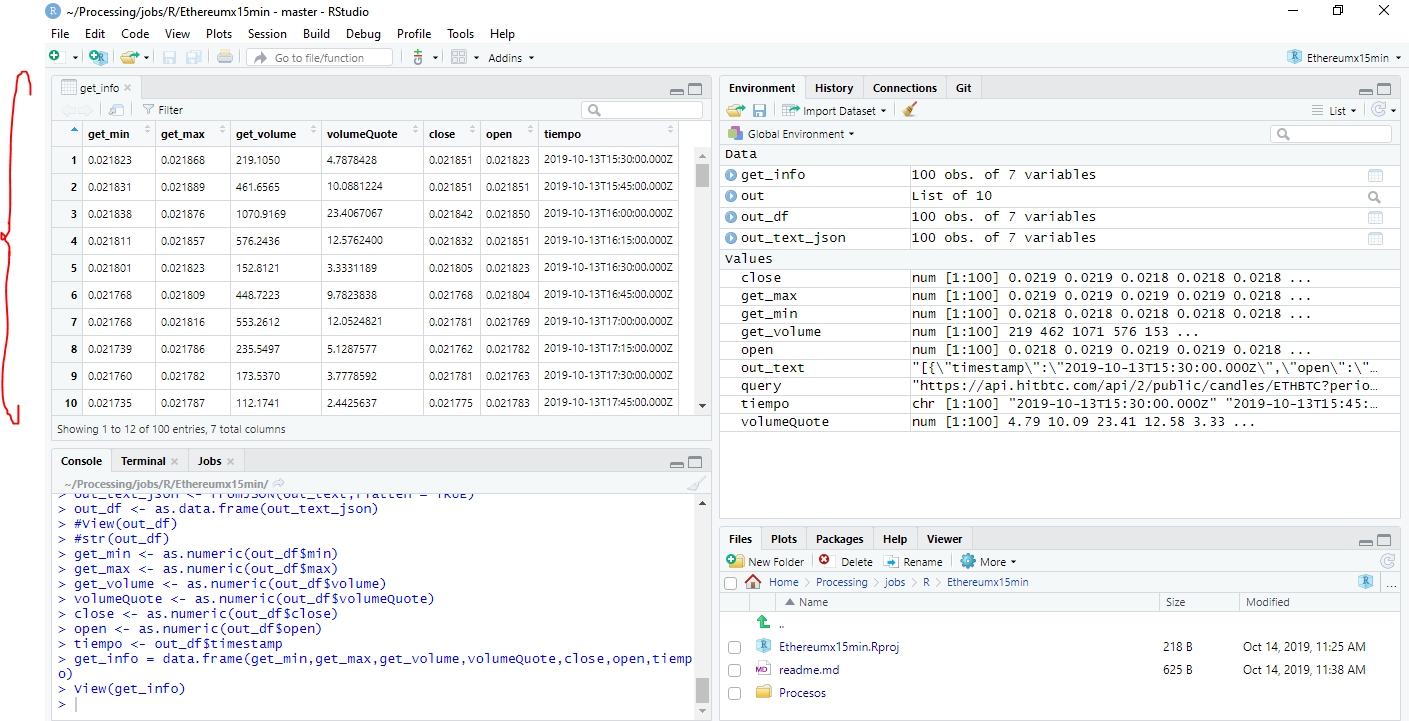 ~/Processing/jobs/R/Ethereumx15min - master - RStudio
File Edit Code View Plots Session Build Debug Profile Tools Help
Go to file/function Addins Ethereumx15min
get_info
Filter
get_min get_max get_volume volumeQuote close open tiempo
1 0.021823 0.021868 219.1050 4.7878428 0.021851 0.021823 2019-10-13T15:30:00.000Z
2 0.021831 0.021889 461.6565 10.0881224 0.021851 0.021851 2019-10-13T15:45:00.000Z
3 0.021838 0.021876 1070.9169 23.4067067 0.021842 0.021850 2019-10-13T16:00:00.000Z
4 0.021811 0.021857 576.2436 12.5762400 0.021832 0.021851 2019-10-13T16:15:00.000Z
5 0.021801 0.021823 152.8121 3.3331189 0.021805 0.021823 2019-10-13T16:30:00.000Z
6 0.021768 0.021809 448.7223 9.7823838 0.021768 0.021804 2019-10-13T16:45:00.000Z
7 0.021768 0.021816 553.2612 12.0524821 0.021781 0.021769 2019-10-13T17:00:00.000Z
8 0.021739 0.021786 235.5497 5.1287577 0.021762 0.021782 2019-10-13T17:15:00.000Z
9 0.021760 0.021782 173.5370 3.7778592 0.021781 0.021763 2019-10-13T17:30:00.000Z
10 0.021735 0.021787 112.1741 2.4425637 0.021775 0.021783 2019-10-13T17:45:00.000Z
Showing 1 to 12 of 100 entries, 7 total columns
Console Terminal Jobs
~/Processing/jobs/R/Ethereumx15min/
> out_text_json <- fromJSON(out_text,flatten = TRUE)
> out_df <- as.data.frame(out_text_json)
> #View(out_df)
> #str(out_df)
> get_min <- as.numeric(out_df$min)
> get_max <- as.numeric(out_df$max)
> get_volume <- as.numeric(out_df$volume)
> volumeQuote <- as.numeric(out_df$volumeQuote)
> close <- as.numeric(out_df$close)
> open <- as.numeric(out_df$open)
> tiempo <- out_df$timestamp
> get_info = data.frame(get_min,get_max,get_volume,volumeQuote,close,open,tiemp
o)
> View(get_info)
>
Environment History Connections Git
Import Dataset List
Global Environment
Data
get_info 100 obs. of 7 variables
out List of 10
out_df 100 obs. of 7 variables
out_text_json 100 obs. of 7 variables
Values
close num [1:100] 0.0219 0.0219 0.0218 0.0218 0.0218 ...
get_max num [1:100] 0.0219 0.0219 0.0219 0.0219 0.0218 ...
get_min num [1:100] 0.0218 0.0218 0.0218 0.0218 0.0218 ...
get_volume num [1:100] 219 462 1071 576 153 ...
open num [1:100] 0.0218 0.0219 0.0219 0.0219 0.0218 ...
out_text "[{\"timestamp\":\"2019-10-13T15:30:00.000Z\",\"open\":\"...
query "https://api.hitbtc.com/api/2/public/candles/ETHBTC?perio...
tiempo chr [1:100] "2019-10-13T15:30:00.000Z" "2019-10-13T15:45:...
volumeQuote num [1:100] 4.79 10.09 23.41 12.58 3.33 ...
Files Plots Packages Help Viewer
New Folder Delete Rename More
Home Processing jobs R Ethereumx15min ...
Name Size Modified
..
Ethereumx15min.Rproj 218 B Oct 14, 2019, 11:25 AM
readme.md 625 B Oct 14, 2019, 11:38 AM
Procesos